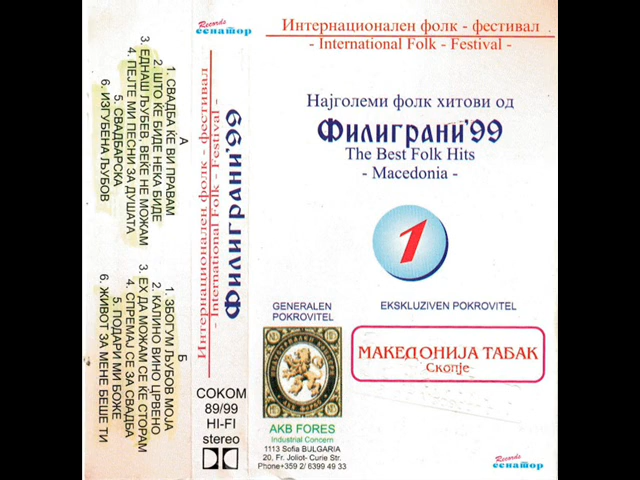 А
1. СВАДБА ЌЕ ВИ ПРАВАМ
2. ШТО ЌЕ БИДЕ НЕКА БИДЕ
3. ЕДНАШ ЉУБЕВ, ВЕЌЕ НЕ МОЖАМ
4. ПЕЈТЕ МИ ПЕСНИ ЗА ДУШАТА
5. СВАДБАРСКА
6. ИЗГУБЕНА ЉУБОВ
Б
1. ЗБОГУМ ЉУБОВ МОЈА
2. КАЛИНО ВИНО ЦРВЕНО
3. ЕХ ДА МОЖАМ СЕ ЌЕ СТОРАМ
4. СПРЕМАЈ СЕ ЗА СВАДБА
5. ПОДАРИ МИ БОЖЕ
6. ЖИВОТ ЗА МЕНЕ БЕШЕ ТИ
Records
сенатор
Интернационален фолк - фестивал
- International Folk - Festival -
Филиграни'99
СОКОМ
89/99
HI-FI
stereo
Интернационален фолк - фестивал
- International Folk - Festival -
Најголеми фолк хитови од
Филиграни'99
The Best Folk Hits
- Macedonia -
1
GENERALEN
POKROVITEL
AKB FORES
Industrial Concern
1113 Sofia BULGARIA
20, Fr. Joliot- Curie Str.
Phone+359 2/ 6399 49 33
EKSKLUZIVEN POKROVITEL
МАКЕДОНИЈА ТАБАК
Скопје
Records
сенатор